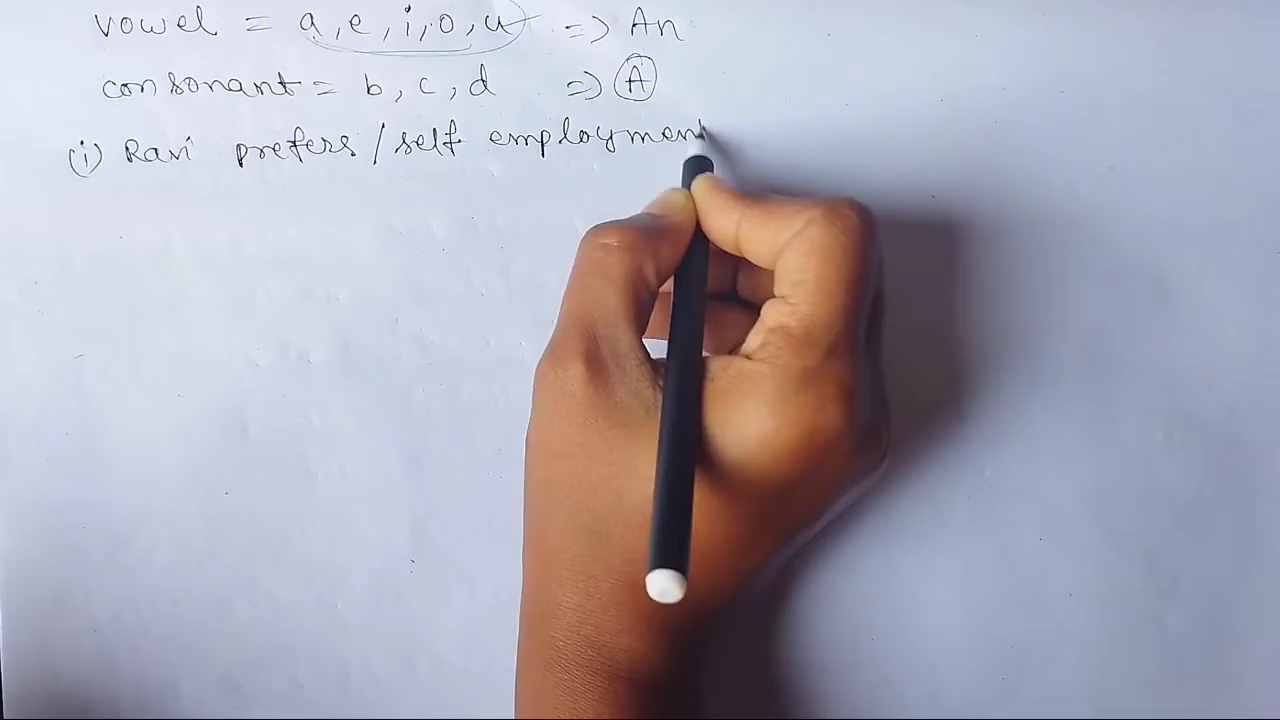 vowel = a, e, i, o, u => An
consonant = b, c, d => A
(i) Ravi prefers / self employment